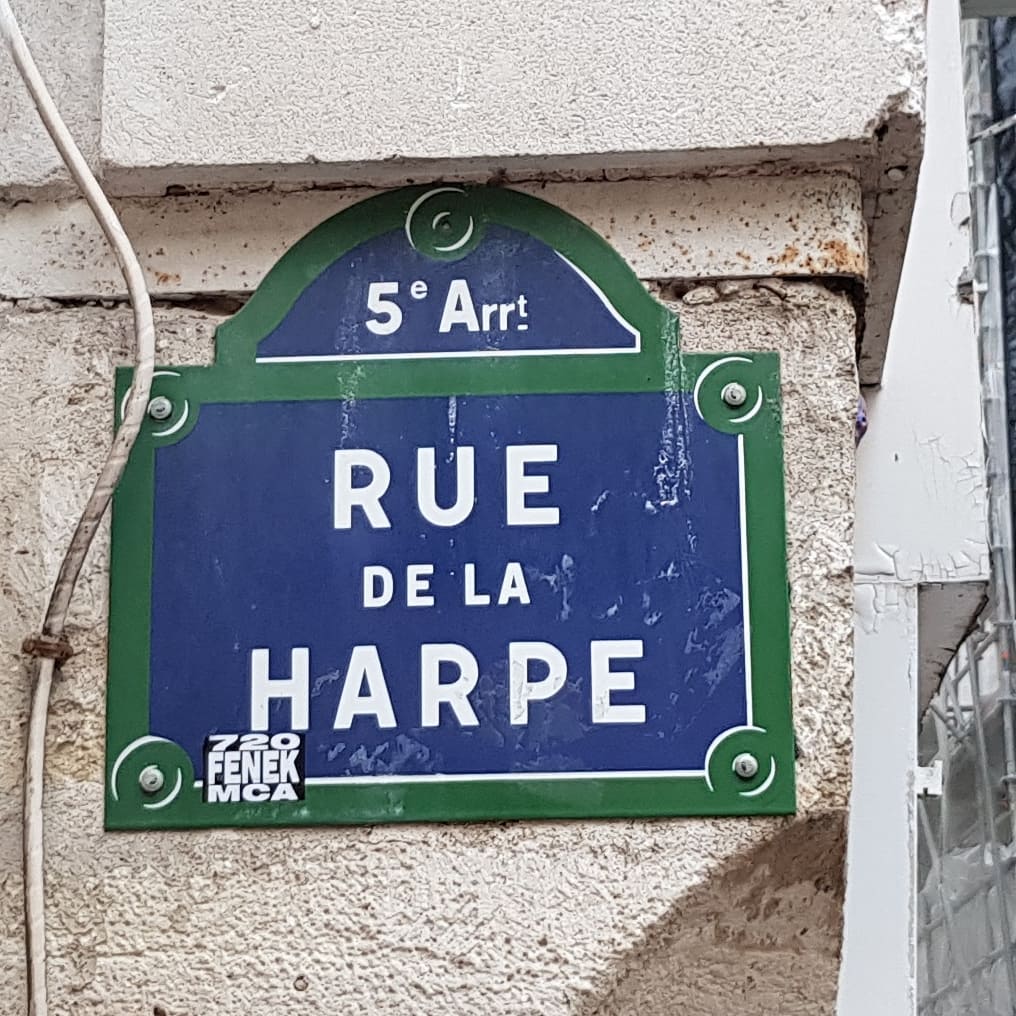 5e Arrt
RUE
DE LA
HARPE
720
FENEK
MCA